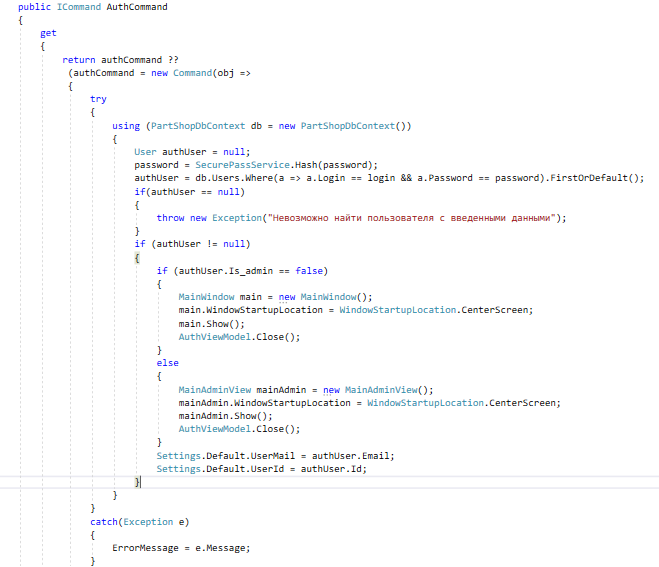 public ICommand AuthCommand
{
get
{
return authCommand ??
(authCommand = new Command(obj =>
{
try
{
using (PartShopDbContext db = new PartShopDbContext())
{
User authUser = null;
password = SecurePassService.Hash(password);
authUser = db.Users.Where(a => a.Login == login && a.Password == password).FirstOrDefault();
if(authUser == null)
{
throw new Exception("Невозможно найти пользователя с введенными данными");
}
if (authUser != null)
{
if (authUser.Is_admin == false)
{
MainWindow main = new MainWindow();
main.WindowStartupLocation = WindowStartupLocation.CenterScreen;
main.Show();
AuthViewModel.Close();
}
else
{
MainAdminView mainAdmin = new MainAdminView();
mainAdmin.WindowStartupLocation = WindowStartupLocation.CenterScreen;
mainAdmin.Show();
AuthViewModel.Close();
}
Settings.Default.UserMail = authUser.Email;
Settings.Default.UserId = authUser.Id;
}
}
}
catch(Exception e)
{
ErrorMessage = e.Message;
}